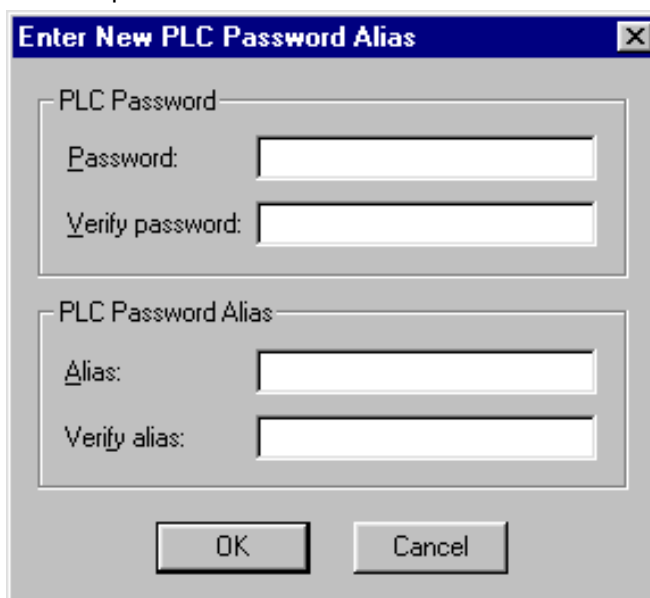 Enter New PLC Password Alias
PLC Password
Password:
Verify password:
PLC Password Alias
Alias:
Verify alias:
OK Cancel